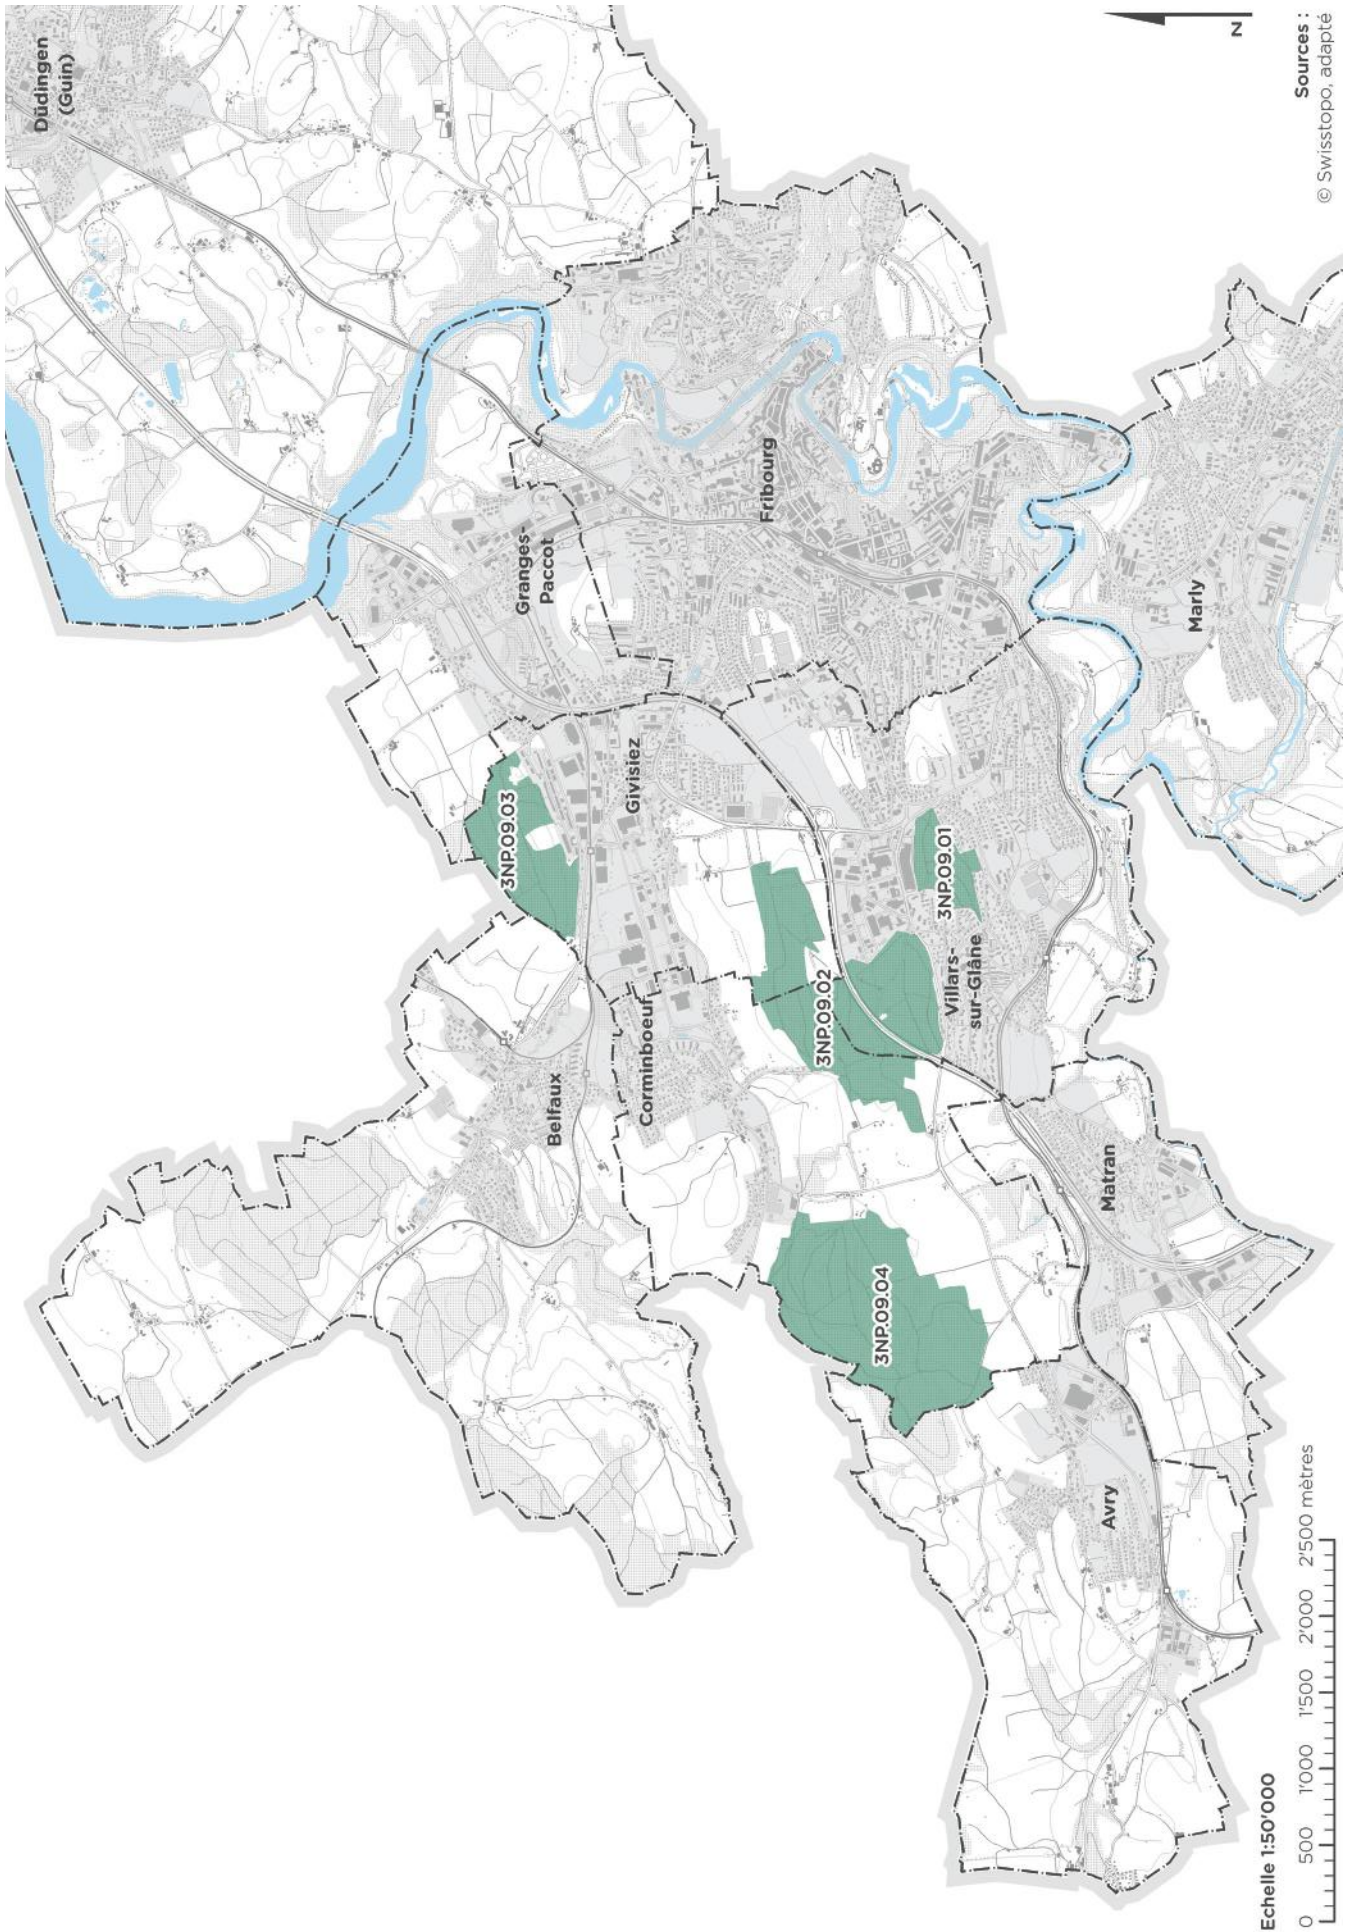 Düdingen
(Guin)
Granges-
Paccot
Fribourg
Givisiez
3NP.09.03
Belfaux
Corminboeuf
3NP.09.02
3NP.09.01
Villars-
sur-Glâne
Marly
3NP.09.04
Matran
Avry
N
Sources :
© Swisstopo, adapté
Echelle 1:50'000
0 500 1'000 1'500 2'000 2'500 mètres